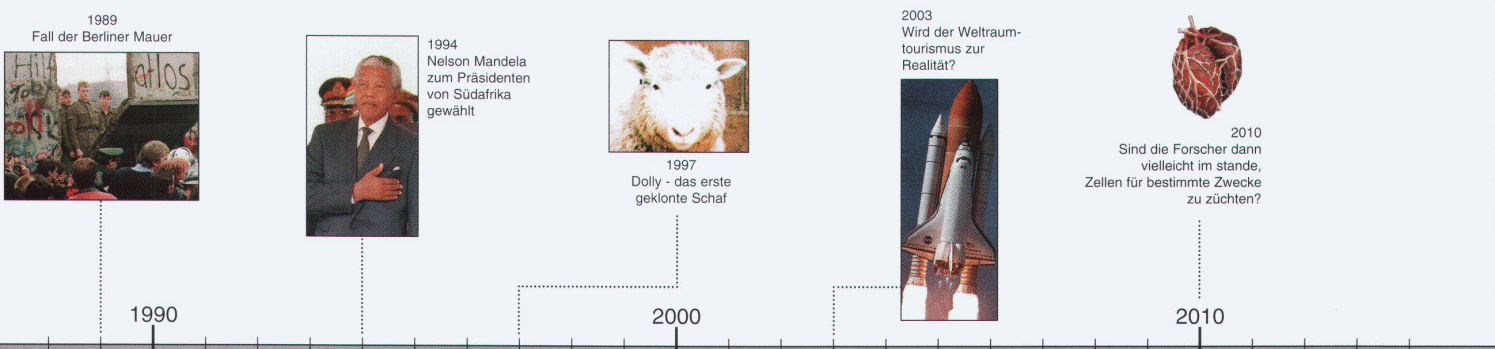 1989
Fall der Berliner Mauer
1994
Nelson Mandela
zum Präsidenten
von Südafrika
gewählt
1997
Dolly - das erste
geklonte Schaf
2003
Wird der Weltraum-
tourismus zur
Realität?
2010
Sind die Forscher dann
vielleicht im stande,
Zellen für bestimmte Zwecke
zu züchten?
1990
2000
2010